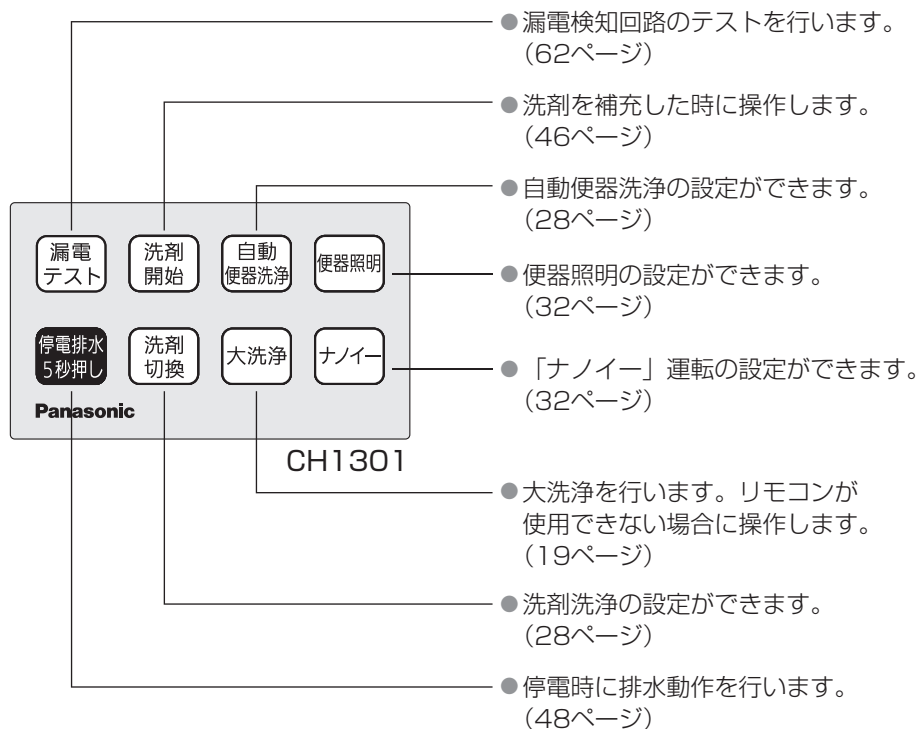 ●漏電検知回路のテストを行います。
(62ページ)
●洗剤を補充した時に操作します。
(46ページ)
●自動便器洗浄の設定ができます。
(28ページ)
●便器照明の設定ができます。
(32ページ)
●「ナノイー」運転の設定ができます。
(32ページ)
漏電
テスト
洗剤
開始
自動
便器洗浄
便器照明
停電排水
5秒押し
洗剤
切換
大洗浄
ナノイー
Panasonic
CH1301
●大洗浄を行います。リモコンが
使用できない場合に操作します。
(19ページ)
●洗剤洗浄の設定ができます。
(28ページ)
●停電時に排水動作を行います。
(48ページ)